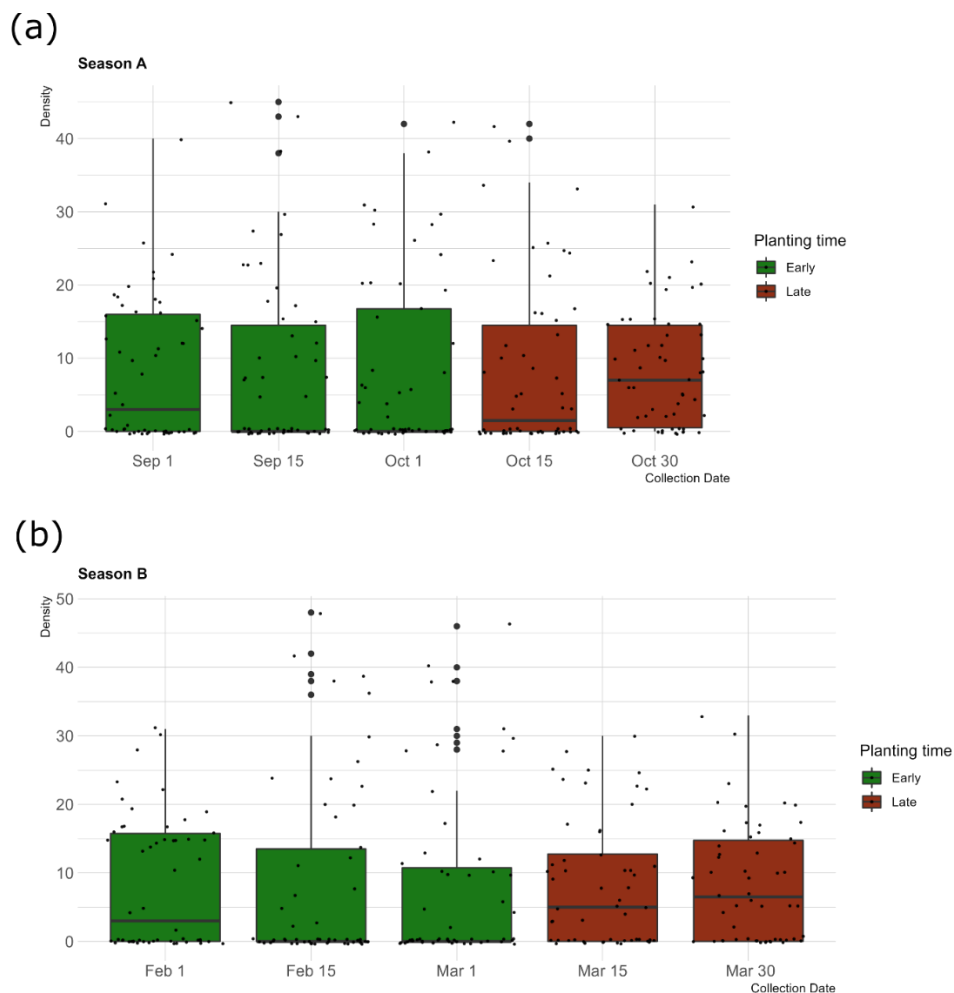 (a)
Season A
Density
40
30
20
10
0
Sep 1 Sep 15 Oct 1 Oct 15 Oct 30
Collection Date
Planting time
Early
Late
(b)
Season B
Density
50
40
30
20
10
0
Feb 1 Feb 15 Mar 1 Mar 15 Mar 30
Collection Date
Planting time
Early
Late